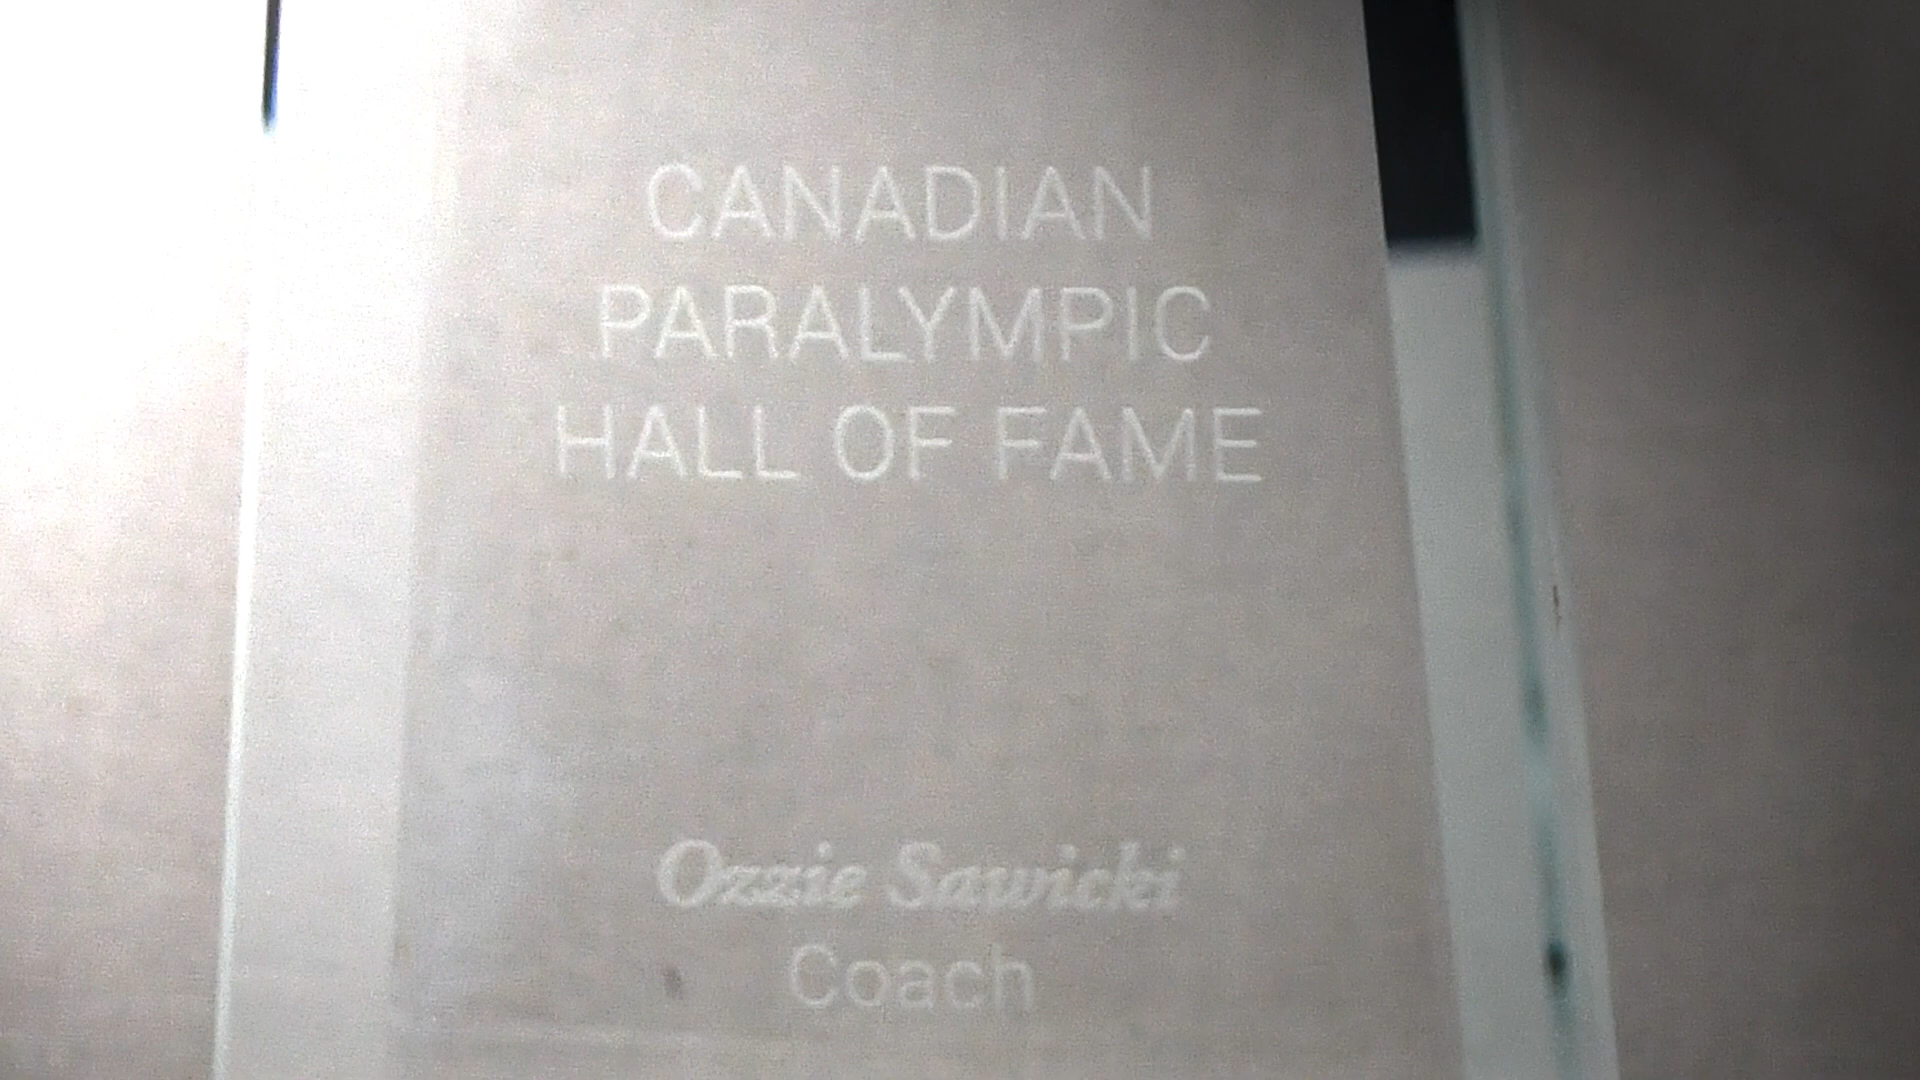 CANADIAN
PARALYMPIC
HALL OF FAME
Ozzie Sawicki
Coach